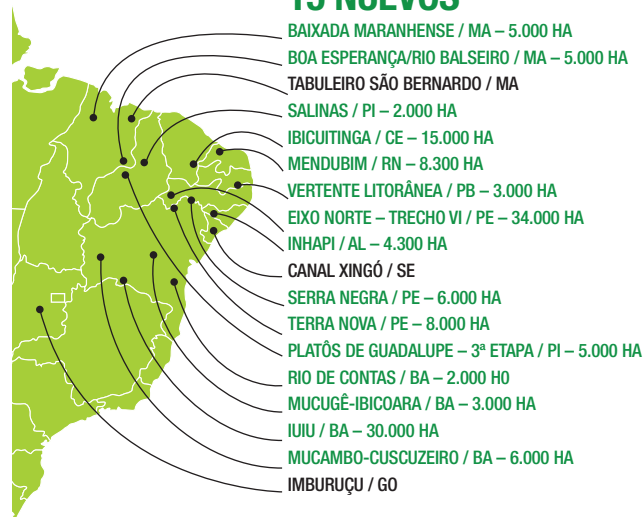 19 NUEVOS
BAIXADA MARANHENSE / MA – 5.000 HA
BOA ESPERANÇA/RIO BALSEIRO / MA – 5.000 HA
TABULEIRO SÃO BERNARDO / MA
SALINAS / PI – 2.000 HA
IBICUITINGA / CE – 15.000 HA
MENDUBIM / RN – 8.300 HA
VERTENTE LITORÂNEA / PB – 3.000 HA
EIXO NORTE – TRECHO VI / PE – 34.000 HA
INHAPI / AL – 4.300 HA
CANAL XINGÓ / SE
SERRA NEGRA / PE – 6.000 HA
TERRA NOVA / PE – 8.000 HA
PLATÔS DE GUADALUPE – 3ª ETAPA / PI – 5.000 HA
RIO DE CONTAS / BA – 2.000 H0
MUCUGÊ-IBICOARA / BA – 3.000 HA
IUIU / BA – 30.000 HA
MUCAMBO-CUSCUZEIRO / BA – 6.000 HA
IMBURUÇU / GO